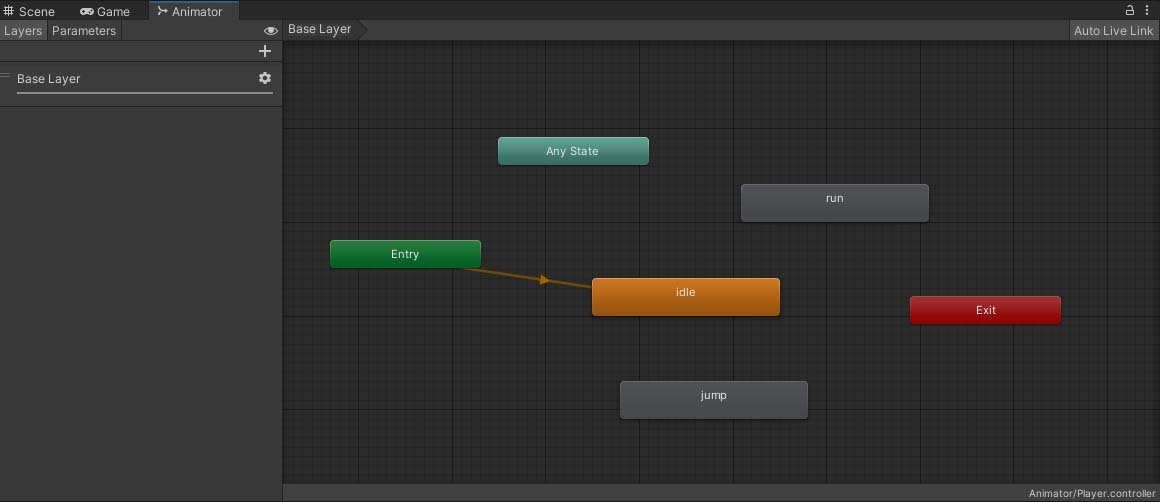 Scene Game Animator
Layers Parameters Base Layer Auto Live Link
Base Layer
Any State
run
Entry
idle
Exit
jump
Animator/Player.controller